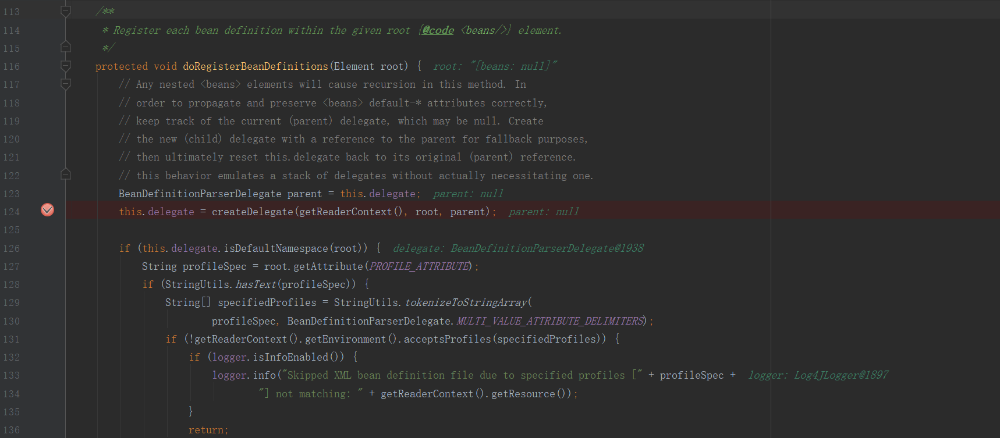 113 /**
114 * Register each bean definition within the given root {@code <beans/>} element.
115 */
116 protected void doRegisterBeanDefinitions(Element root) { root: "[beans: null]"
117 // Any nested <beans> elements will cause recursion in this method. In
118 // order to propagate and preserve <beans> default-* attributes correctly,
119 // keep track of the current (parent) delegate, which may be null. Create
120 // the new (child) delegate with a reference to the parent for fallback purposes,
121 // then ultimately reset this.delegate back to its original (parent) reference.
122 // this behavior emulates a stack of delegates without actually necessitating one.
123 BeanDefinitionParserDelegate parent = this.delegate; parent: null
124 this.delegate = createDelegate(getReaderContext(), root, parent); parent: null
125
126 if (this.delegate.isDefaultNamespace(root)) { delegate: BeanDefinitionParserDelegate@1938
127 String profileSpec = root.getAttribute(PROFILE_ATTRIBUTE);
128 if (StringUtils.hasText(profileSpec)) {
129 String[] specifiedProfiles = StringUtils.tokenizeToStringArray(
130 profileSpec, BeanDefinitionParserDelegate.MULTI_VALUE_ATTRIBUTE_DELIMITERS);
131 if (!getReaderContext().getEnvironment().acceptsProfiles(specifiedProfiles)) {
132 if (logger.isInfoEnabled()) {
133 logger.info("Skipped XML bean definition file due to specified profiles [" + profileSpec + logger: Log4JLogger@1897
134 "] not matching: " + getReaderContext().getResource());
135 }
136 return;